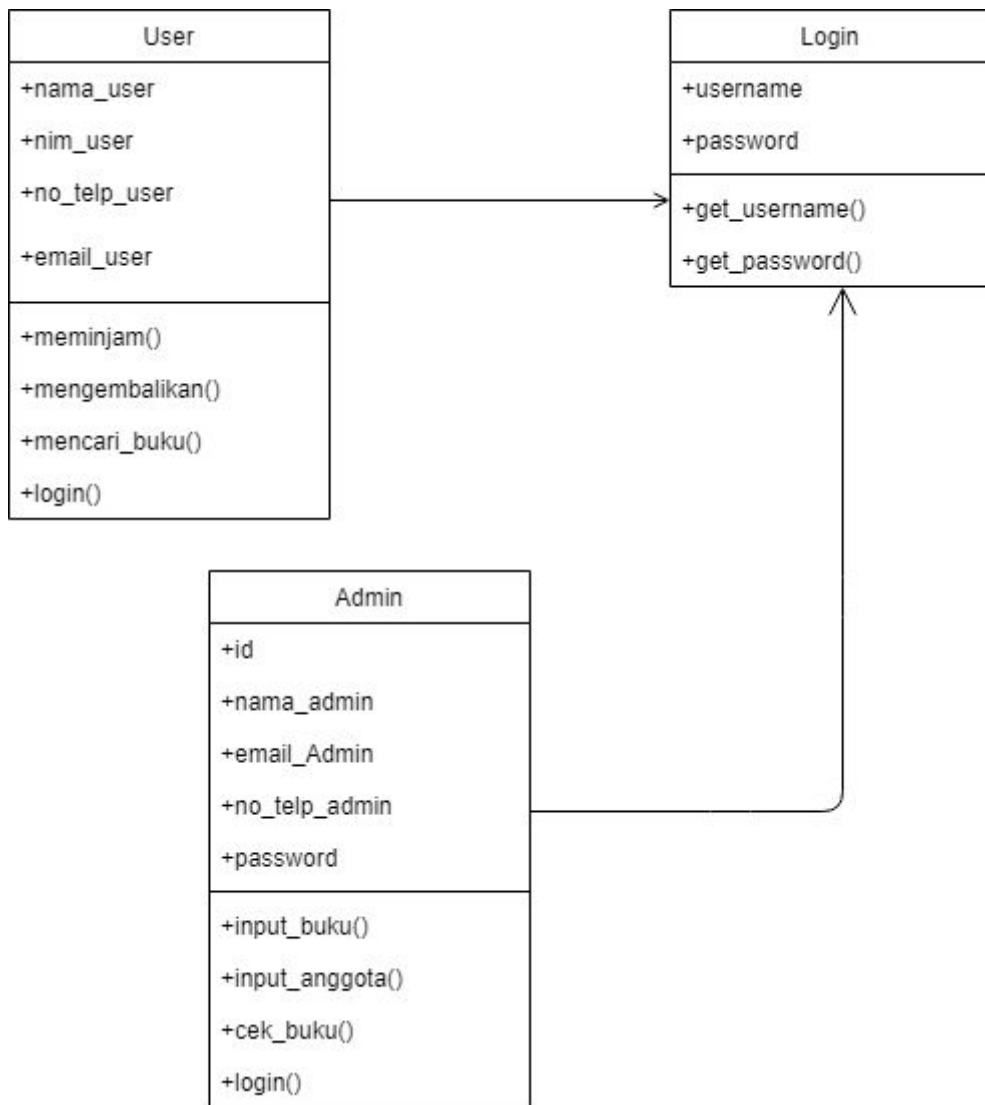 User
+nama_user
+nim_user
+no_telp_user
+email_user
+meminjam()
+mengembalikan()
+mencari_buku()
+login()
Login
+username
+password
+get_username()
+get_password()
Admin
+id
+nama_admin
+email_Admin
+no_telp_admin
+password
+input_buku()
+input_anggota()
+cek_buku()
+login()